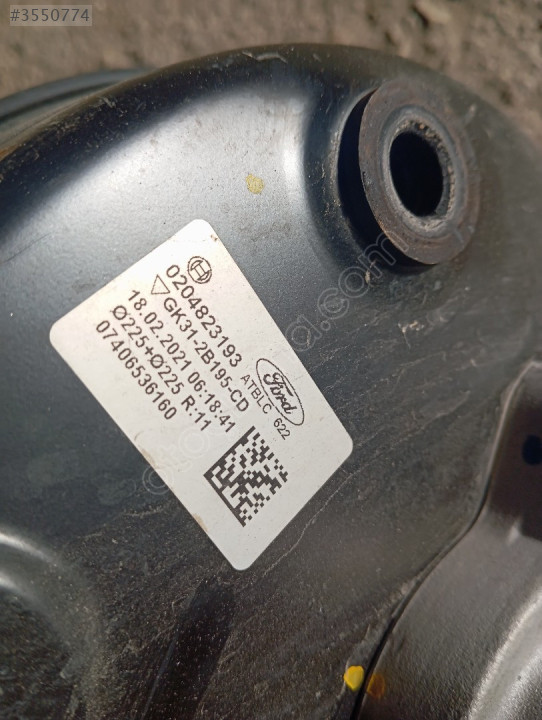 #3550774
0204823193
GK31-2B195-CD
18.02.2021 06:18:41
Ø225+Ø225 R:11
07406536160
Ford
ATBLC 622